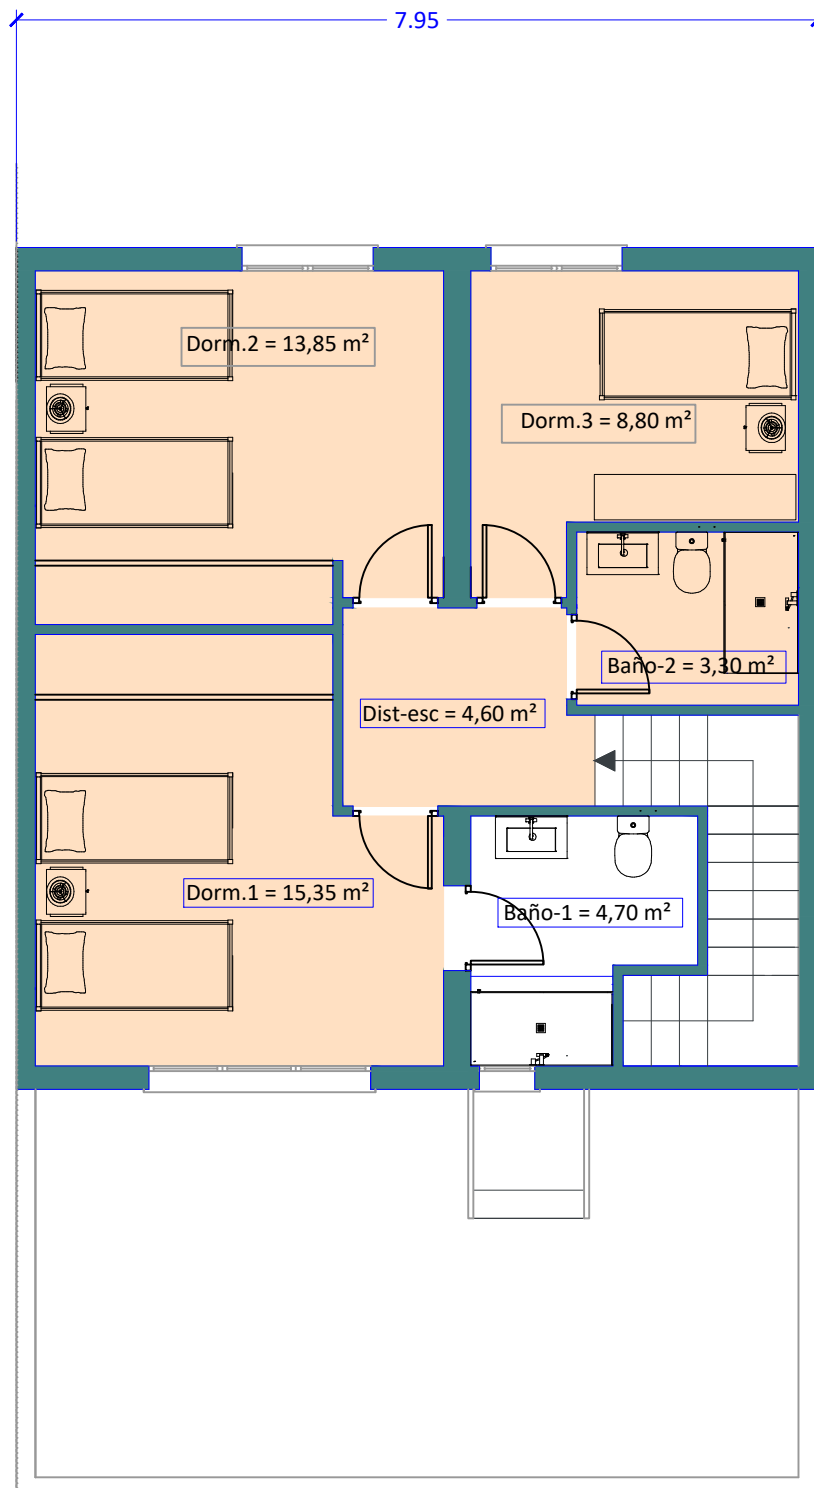 7.95
Dorm.2 = 13,85 m²
Dorm.3 = 8,80 m²
Baño-2 = 3,30 m²
Dist-esc = 4,60 m²
Dorm.1 = 15,35 m²
Baño-1 = 4,70 m²